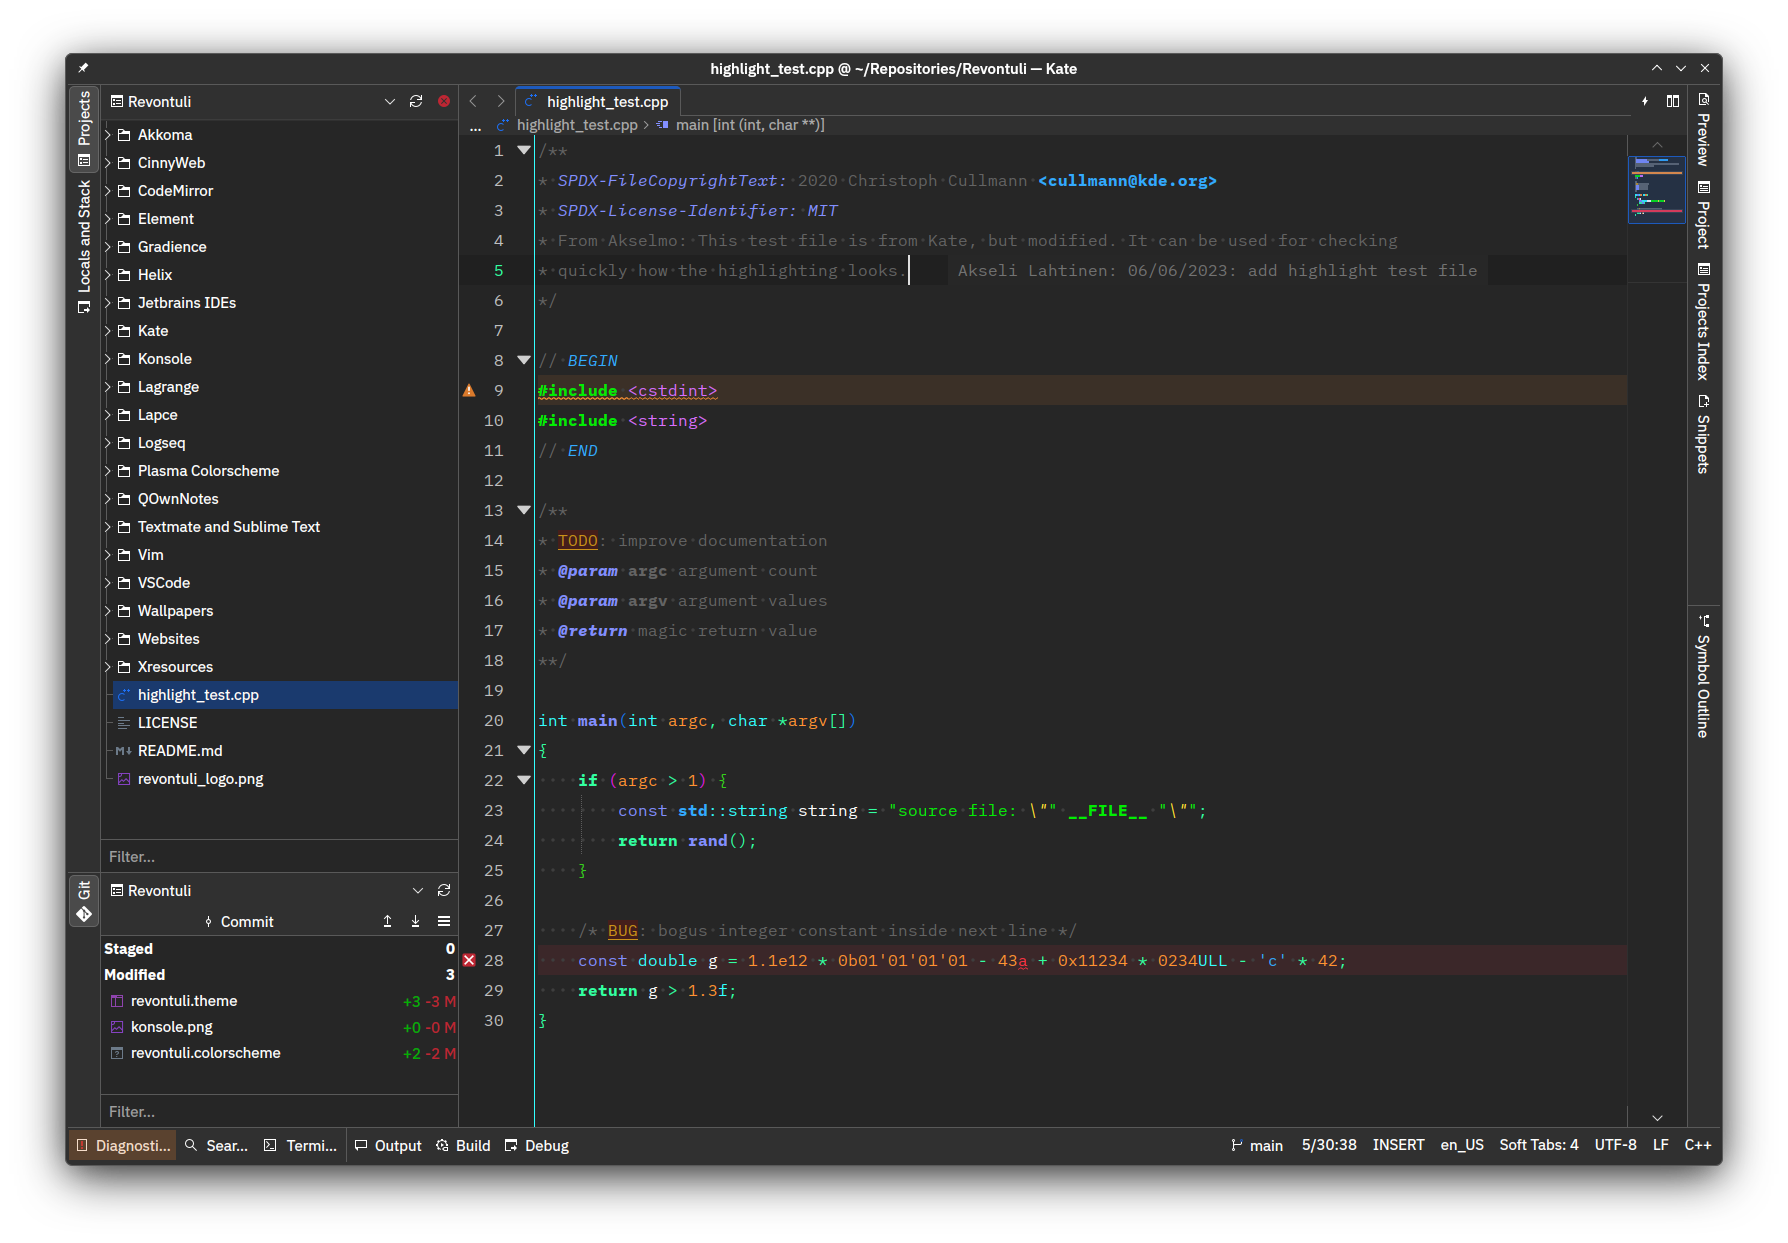 highlight_test.cpp @ ~/Repositories/Revontuli — Kate
Projects
Locals and Stack
Revontuli
Akkoma
CinnyWeb
CodeMirror
Element
Gradience
Helix
Jetbrains IDEs
Kate
Konsole
Lagrange
Lapce
Logseq
Plasma Colorscheme
QOwnNotes
Textmate and Sublime Text
Vim
VSCode
Wallpapers
Websites
Xresources
highlight_test.cpp
LICENSE
README.md
revontuli_logo.png
Filter...
Git
Revontuli
Commit
Staged 0
Modified 3
revontuli.theme +3 -3 M
konsole.png +0 -0 M
revontuli.colorscheme +2 -2 M
Filter...
highlight_test.cpp
... highlight_test.cpp > main [int (int, char **)]
1 /**
2 * SPDX-FileCopyrightText: 2020 Christoph Cullmann <cullmann@kde.org>
3 * SPDX-License-Identifier: MIT
4 * From Akselmo: This test file is from Kate, but modified. It can be used for checking
5 * quickly how the highlighting looks. Akseli Lahtinen: 06/06/2023: add highlight test file
6 */
7
8 // BEGIN
9 #include <cstdint>
10 #include <string>
11 // END
12
13 /**
14 * TODO: improve documentation
15 * @param argc argument count
16 * @param argv argument values
17 * @return magic return value
18 **/
19
20 int main(int argc, char *argv[])
21 {
22     if (argc > 1) {
23         const std::string string = "source file: \"" __FILE__ "\"";
24         return rand();
25     }
26
27     /* BUG: bogus integer constant inside next line */
28     const double g = 1.1e12 * 0b01'01'01'01 - 43a + 0x11234 * 0234ULL - 'c' * 42;
29     return g > 1.3f;
30 }
Preview
Project
Projects Index
Snippets
Symbol Outline
Diagnosti... Sear... Termi... Output Build Debug main 5/30:38 INSERT en_US Soft Tabs: 4 UTF-8 LF C++